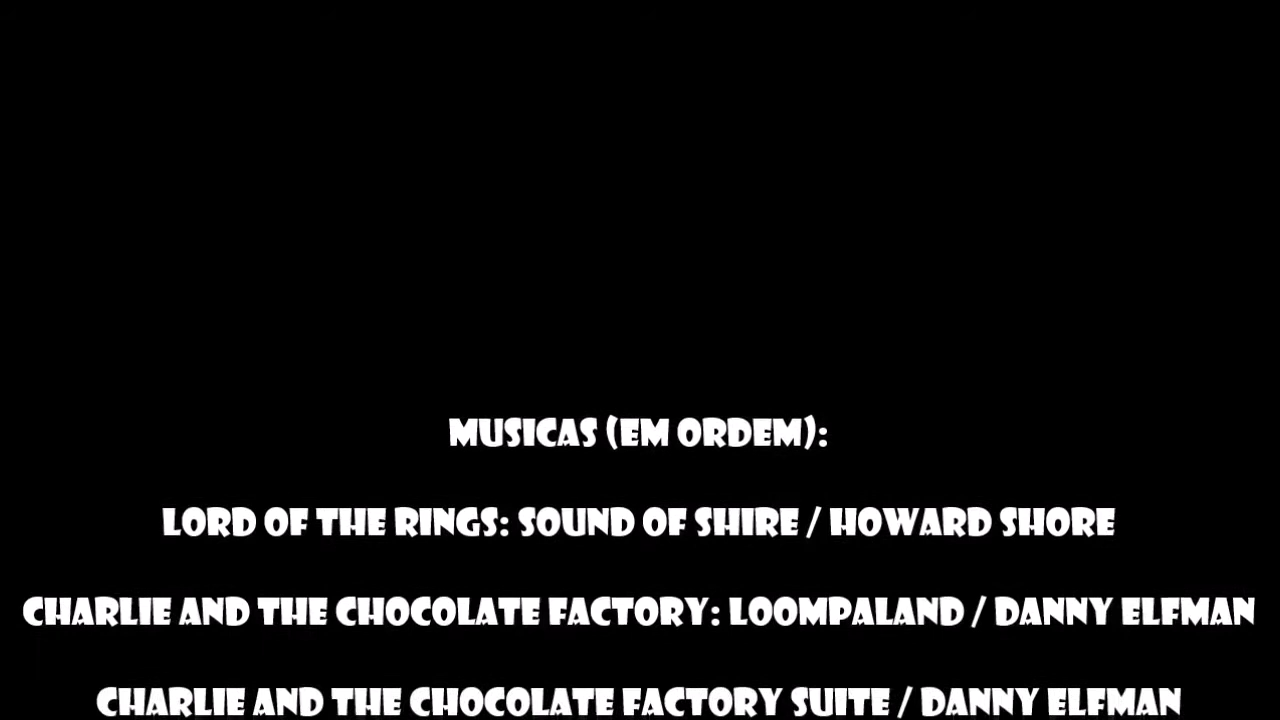 MUSICAS (EM ORDEM):
LORD OF THE RINGS: SOUND OF SHIRE / HOWARD SHORE
CHARLIE AND THE CHOCOLATE FACTORY: LOOMPALAND / DANNY ELFMAN
CHARLIE AND THE CHOCOLATE FACTORY SUITE / DANNY ELFMAN